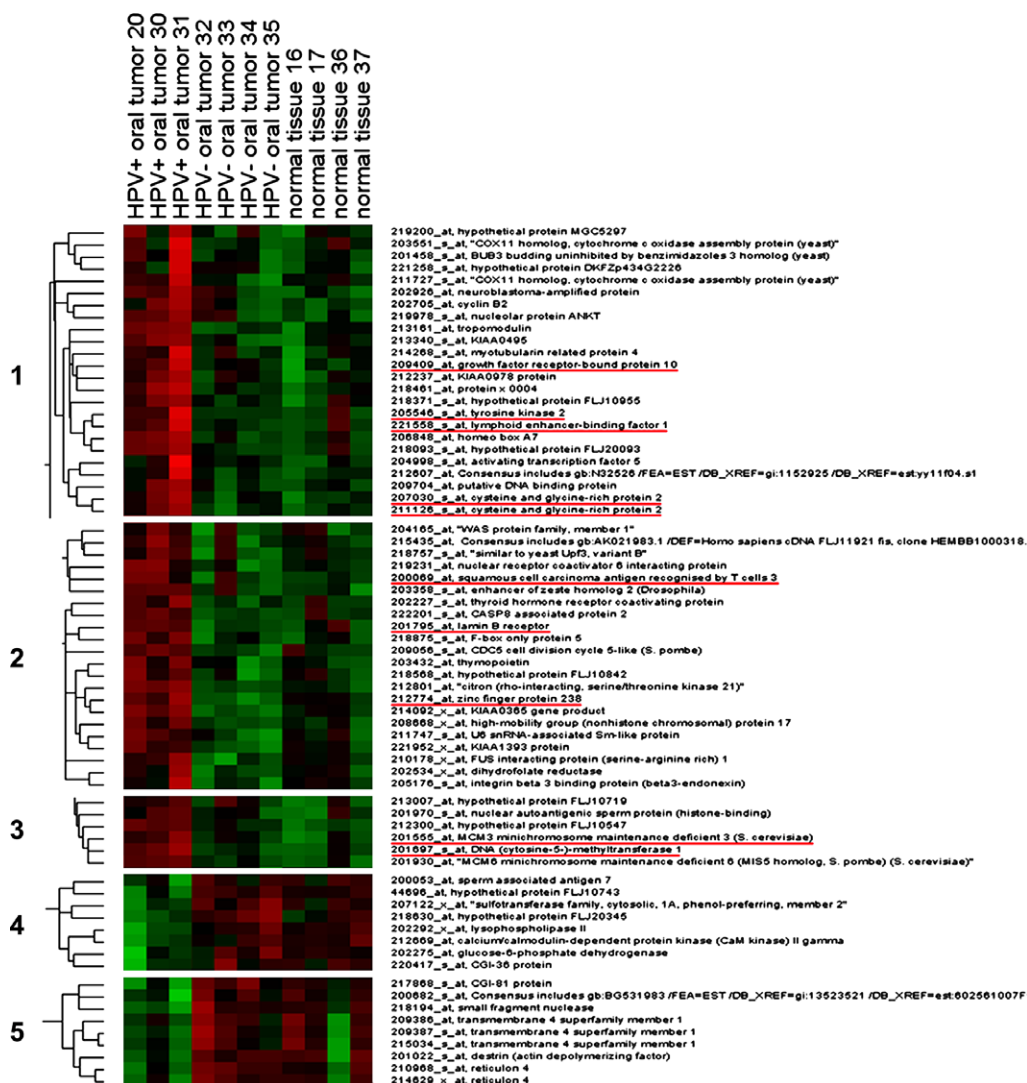 HPV+ oral tumor 20
HPV+ oral tumor 30
HPV+ oral tumor 31
HPV- oral tumor 32
HPV- oral tumor 33
HPV- oral tumor 34
HPV- oral tumor 35
normal tissue 16
normal tissue 17
normal tissue 36
normal tissue 37
1
219200_at, hypothetical protein MGC5297
203551_s_at, "COX11 homolog, cytochrome c oxidase assembly protein (yeast)"
201458_s_at, BUB3 budding uninhibited by benzimidazoles 3 homolog (yeast)
221258_s_at, hypothetical protein DKFZp434G2226
211727_s_at, "COX11 homolog, cytochrome c oxidase assembly protein (yeast)"
202926_at, neuroblastoma-amplified protein
202705_at, cyclin B2
219978_s_at, nucleolar protein ANKT
213161_at, tropomodulin
213340_s_at, KIAA0495
214268_s_at, myotubularin related protein 4
209409_at, growth factor receptor-bound protein 10
212237_at, KIAA0978 protein
218461_at, protein x 0004
218371_s_at, hypothetical protein FLJ10955
205546_s_at, tyrosine kinase 2
221558_s_at, lymphoid enhancer-binding factor 1
206848_at, homeo box A7
218093_s_at, hypothetical protein FLJ20093
204998_s_at, activating transcription factor 5
212607_at, Consensus includes gb:N32526 /FEA=EST /DB_XREF=gi:1152925 /DB_XREF=est:yy11f04.s1
209704_at, putative DNA binding protein
207030_s_at, cysteine and glycine-rich protein 2
211126_s_at, cysteine and glycine-rich protein 2
2
204165_at, "WAS protein family, member 1"
215435_at, Consensus includes gb:AK021983.1 /DEF=Homo sapiens cDNA FLJ11921 fis, clone HEMBB1000318.
218757_s_at, "similar to yeast Upf3, variant B"
219231_at, nuclear receptor coactivator 6 interacting protein
200069_at, squamous cell carcinoma antigen recognised by T cells 3
203358_s_at, enhancer of zeste homolog 2 (Drosophila)
202227_s_at, thyroid hormone receptor coactivating protein
222201_s_at, CASP8 associated protein 2
201795_at, lamin B receptor
218875_s_at, F-box only protein 5
209056_s_at, CDC5 cell division cycle 5-like (S. pombe)
203432_at, thymopoietin
218568_at, hypothetical protein FLJ10842
212801_at, "citron (rho-interacting, serine/threonine kinase 21)"
212774_at, zinc finger protein 238
214092_x_at, KIAA0365 gene product
208668_x_at, high-mobility group (nonhistone chromosomal) protein 17
211747_s_at, U6 snRNA-associated Sm-like protein
221952_x_at, KIAA1393 protein
210178_x_at, FUS interacting protein (serine-arginine rich) 1
202534_x_at, dihydrofolate reductase
205176_s_at, integrin beta 3 binding protein (beta3-endonexin)
3
213007_at, hypothetical protein FLJ10719
201970_s_at, nuclear autoantigenic sperm protein (histone-binding)
212300_at, hypothetical protein FLJ10547
201555_at, MCM3 minichromosome maintenance deficient 3 (S. cerevisiae)
201697_s_at, DNA (cytosine-5-)-methyltransferase 1
201930_at, "MCM6 minichromosome maintenance deficient 6 (MIS5 homolog, S. pombe) (S. cerevisiae)"
4
200053_at, sperm associated antigen 7
44696_at, hypothetical protein FLJ10743
207122_x_at, "sulfotransferase family, cytosolic, 1A, phenol-preferring, member 2"
218630_at, hypothetical protein FLJ20345
202292_x_at, lysophospholipase II
212669_at, calcium/calmodulin-dependent protein kinase (CaM kinase) II gamma
202275_at, glucose-6-phosphate dehydrogenase
220417_s_at, CGI-36 protein
5
217868_s_at, CGI-81 protein
200682_s_at, Consensus includes gb:BG531983 /FEA=EST /DB_XREF=gi:13523521 /DB_XREF=est:602561007F
218194_at, small fragment nuclease
209386_at, transmembrane 4 superfamily member 1
209387_s_at, transmembrane 4 superfamily member 1
215034_s_at, transmembrane 4 superfamily member 1
201022_s_at, destrin (actin depolymerizing factor)
210968_s_at, reticulon 4
214629_x_at, reticulon 4